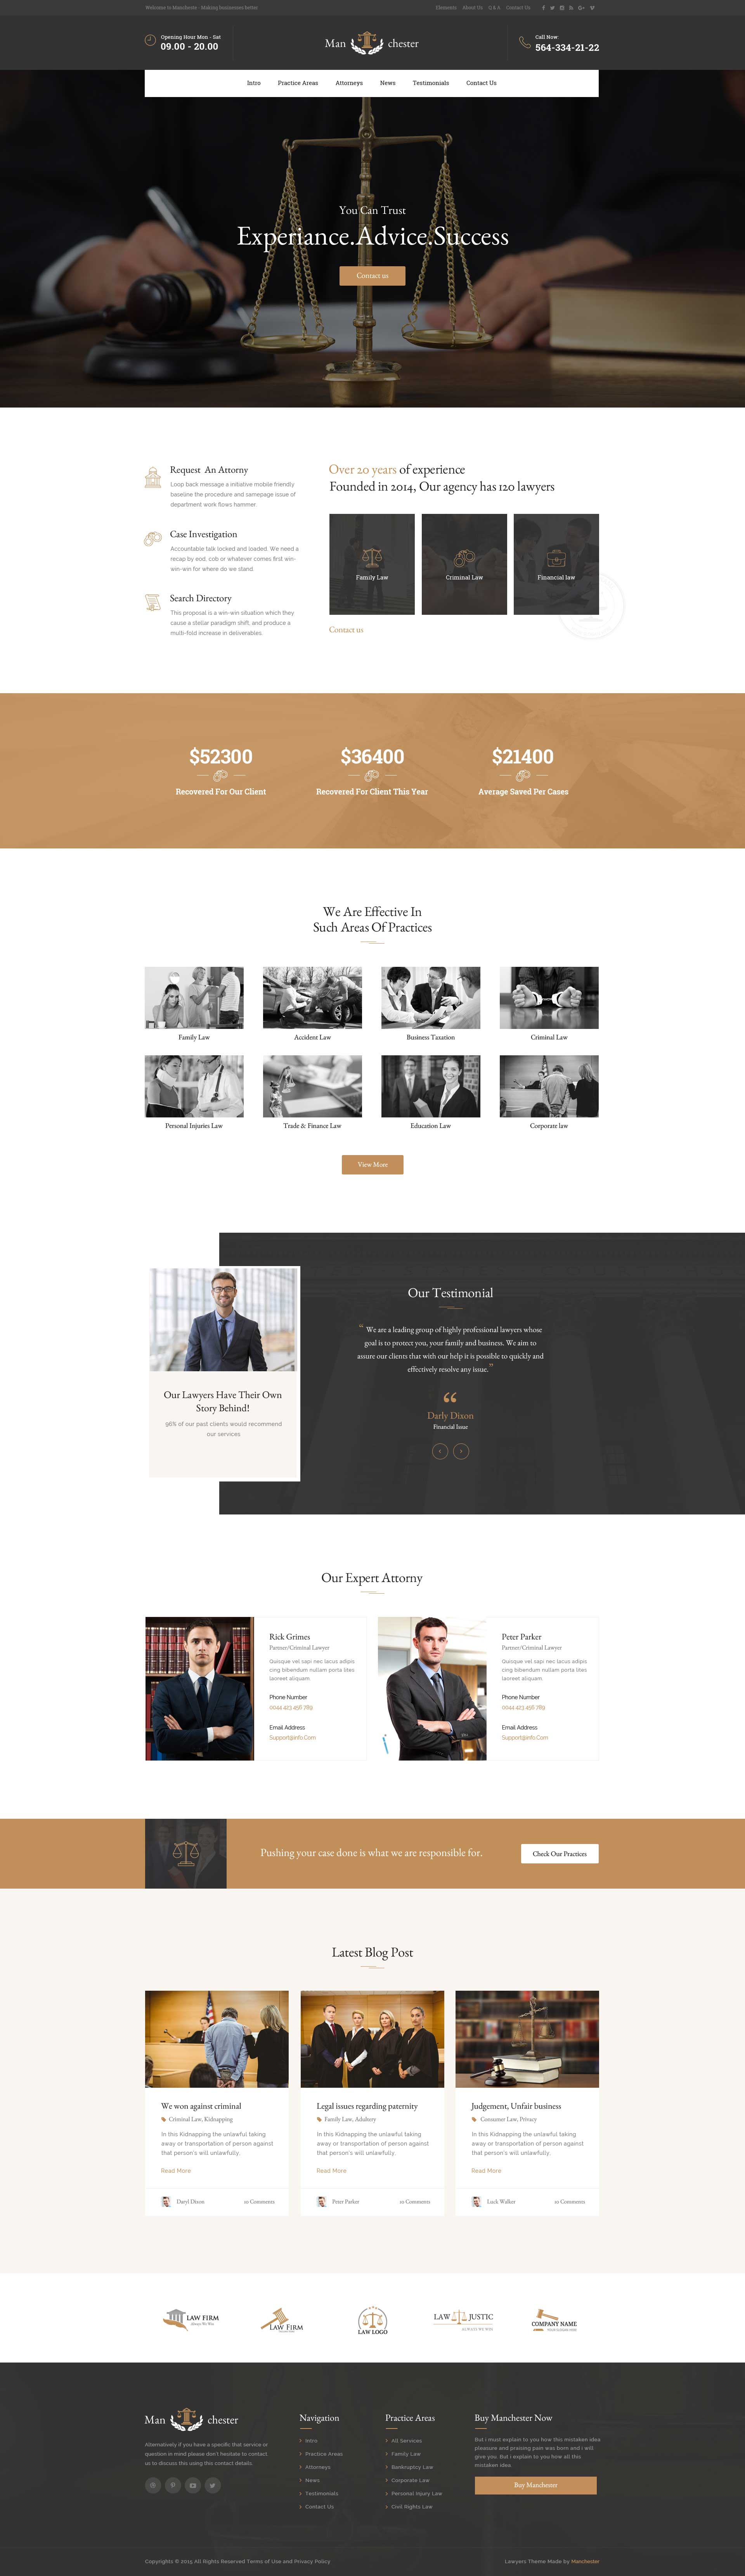 Welcome to Manchester - Making businesses better
Elements About Us Q & A Contact Us
Opening Hour Mon - Sat
09.00 - 20.00
Man chester
Call Now:
564-334-21-22
Intro Practice Areas Attorneys News Testimonials Contact Us
You Can Trust
Experiance.Advice.Success
Contact us
Request An Attorny
Loop back message a initiative mobile friendly
baseline the procedure and samepage issue of
department work flows hammer.
Case Investigation
Accountable talk locked and loaded. We need a
recap by eod, cob or whatever comes first win-
win-win for where do we stand.
Search Directory
This proposal is a win-win situation which they
cause a stellar paradigm shift, and produce a
multi-fold increase in deliverables.
Over 20 years of experience
Founded in 2014, Our agency has 120 lawyers
Family Law
Criminal Law
Financial law
Contact us
$52300
Recovered For Our Client
$36400
Recovered For Client This Year
$21400
Average Saved Per Cases
We Are Effective In
Such Areas Of Practices
Family Law
Accident Law
Business Taxation
Criminal Law
Personal Injuries Law
Trade & Finance Law
Education Law
Corporate law
View More
Our Lawyers Have Their Own
Story Behind!
96% of our past clients would recommend
our services.
Our Testimonial
“ We are a leading group of highly professional lawyers whose
goal is to protect you, your family and business. We aim to
assure our clients that with our help it is possible to quickly and
effectively resolve any issue. ”
“
Darly Dixon
Financial Issue
Our Expert Attorny
Rick Grimes
Partner/Criminal Lawyer
Quisque vel sapi nec lacus adipis
cing bibendum nullam porta lites
laoreet aliquam.
Phone Number
0044 423 456 789
Email Address
Support@info.Com
Peter Parker
Partner/Criminal Lawyer
Quisque vel sapi nec lacus adipis
cing bibendum nullam porta lites
laoreet aliquam.
Phone Number
0044 423 456 789
Email Address
Support@info.Com
Pushing your case done is what we are responsible for.
Check Our Practices
Latest Blog Post
We won against criminal
Criminal Law, Kidnapping
In this Kidnapping the unlawful taking
away or transportation of person against
that person's will unlawfully.
Read More
Daryl Dixon 10 Comments
Legal issues regarding paternity
Family Law, Adultery
In this Kidnapping the unlawful taking
away or transportation of person against
that person's will unlawfully.
Read More
Peter Parker 10 Comments
Judgement, Unfair business
Consumer Law, Privacy
In this Kidnapping the unlawful taking
away or transportation of person against
that person's will unlawfully.
Read More
Luck Walker 10 Comments
LAW FIRM
Always We Won
LAW FIRM
LAW LOGO
LAW JUSTIC
ALWAYS WE WIN
COMPANY NAME
YOUR SLOGAN HERE
Man chester
Alternatively if you have a specific that service or
question in mind please don't hesitate to contact
us to discuss this using this contact details.
Navigation
Intro
Practice Areas
Attorneys
News
Testimonials
Contact Us
Practice Areas
All Services
Family Law
Bankruptcy Law
Corporate Law
Personal Injury Law
Civil Rights Law
Buy Manchester Now
But I must explain to you how this mistaken idea
pleasure and praising pain was born and I will
give you. But I explain to you how all this
mistaken idea.
Buy Manchester
Copyrights © 2015 All Rights Reserved Terms of Use and Privacy Policy
Lawyers Theme Made by Manchester